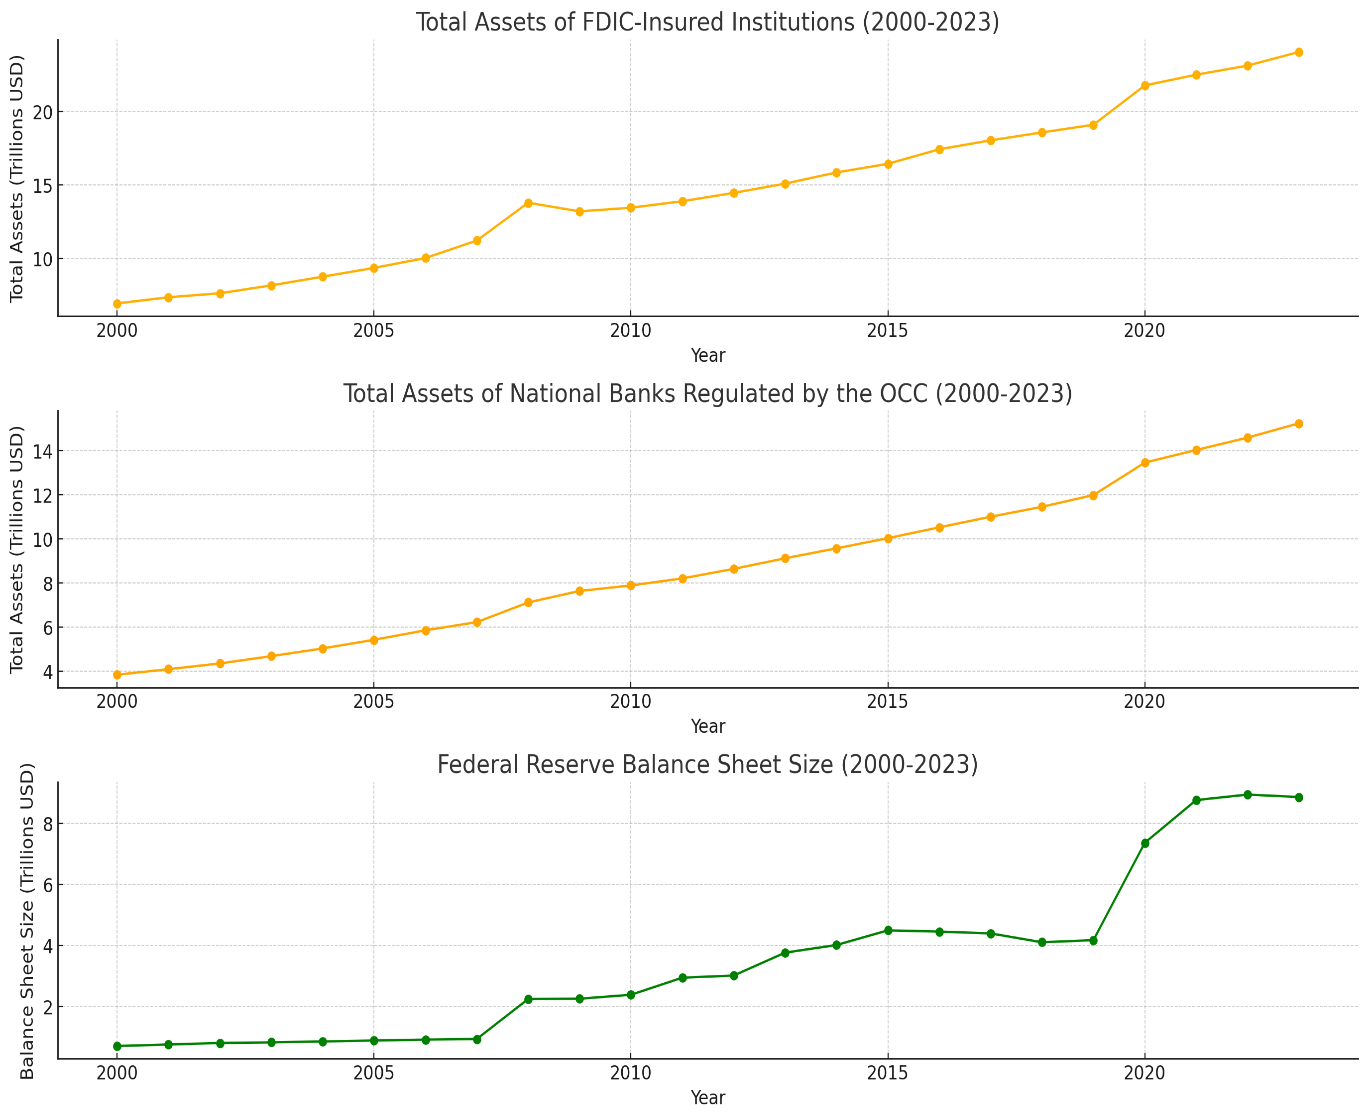 Total Assets of FDIC-Insured Institutions (2000-2023)
Total Assets (Trillions USD)
20
15
10
2000 2005 2010 2015 2020
Year
Total Assets of National Banks Regulated by the OCC (2000-2023)
Total Assets (Trillions USD)
14
12
10
8
6
4
2000 2005 2010 2015 2020
Year
Federal Reserve Balance Sheet Size (2000-2023)
Balance Sheet Size (Trillions USD)
8
6
4
2
2000 2005 2010 2015 2020
Year